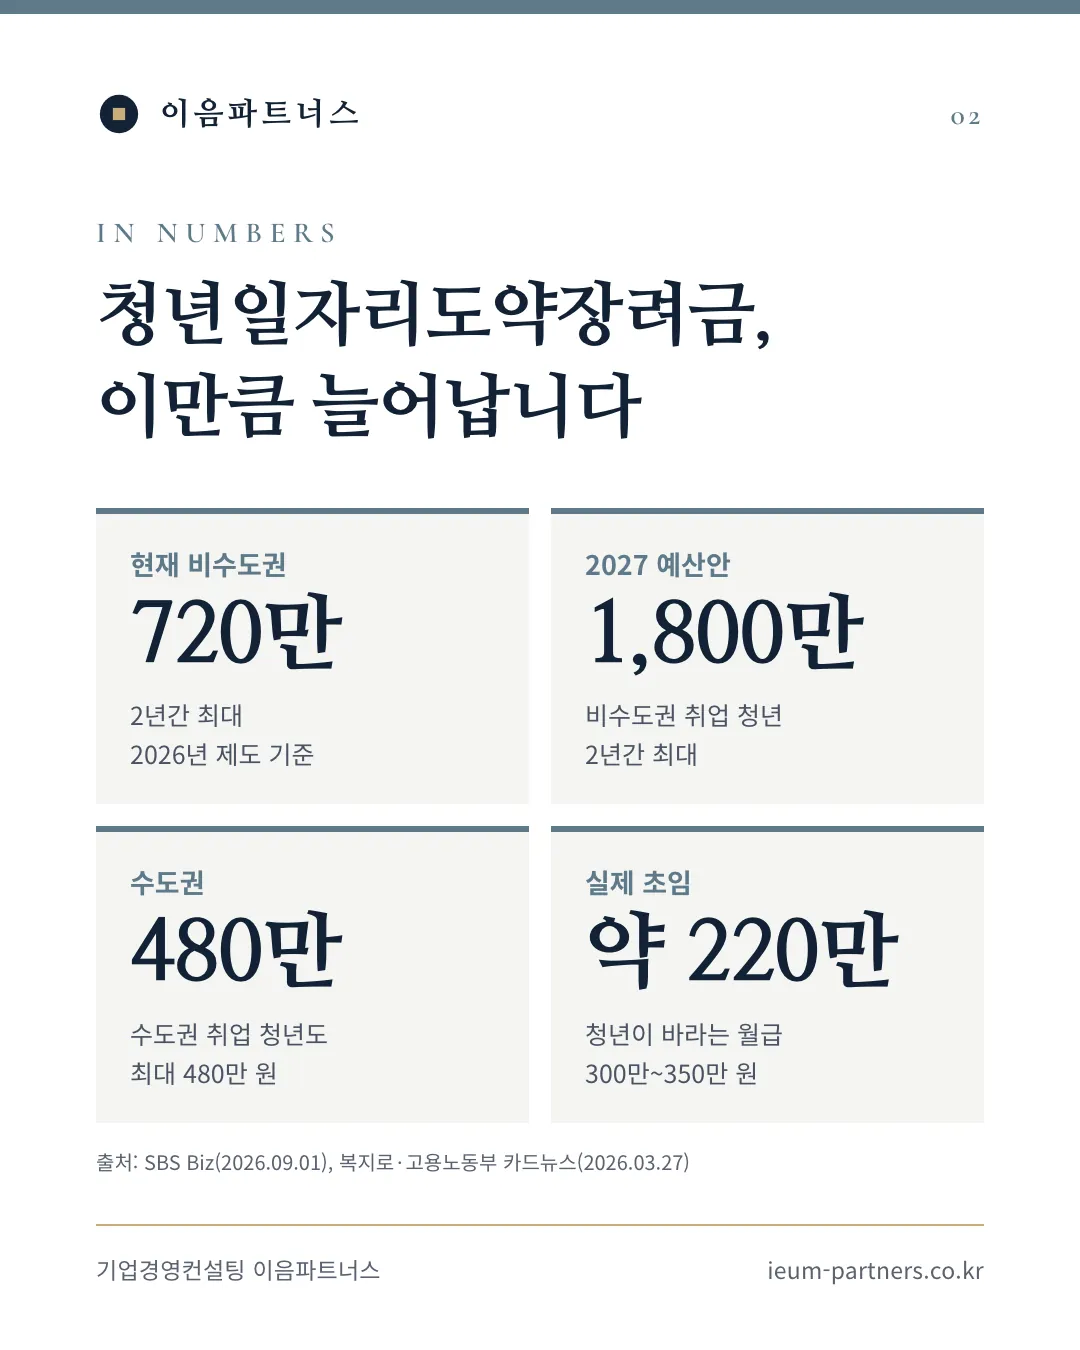 이음파트너스
02
IN NUMBERS
청년일자리도약장려금,
이만큼 늘어납니다
현재 비수도권
720만
2년간 최대
2026년 제도 기준
2027 예산안
1,800만
비수도권 취업 청년
2년간 최대
수도권
480만
수도권 취업 청년도
최대 480만 원
실제 초임
약 220만
청년이 바라는 월급
300만~350만 원
출처: SBS Biz(2026.09.01), 복지로·고용노동부 카드뉴스(2026.03.27)
기업경영컨설팅 이음파트너스
ieum-partners.co.kr